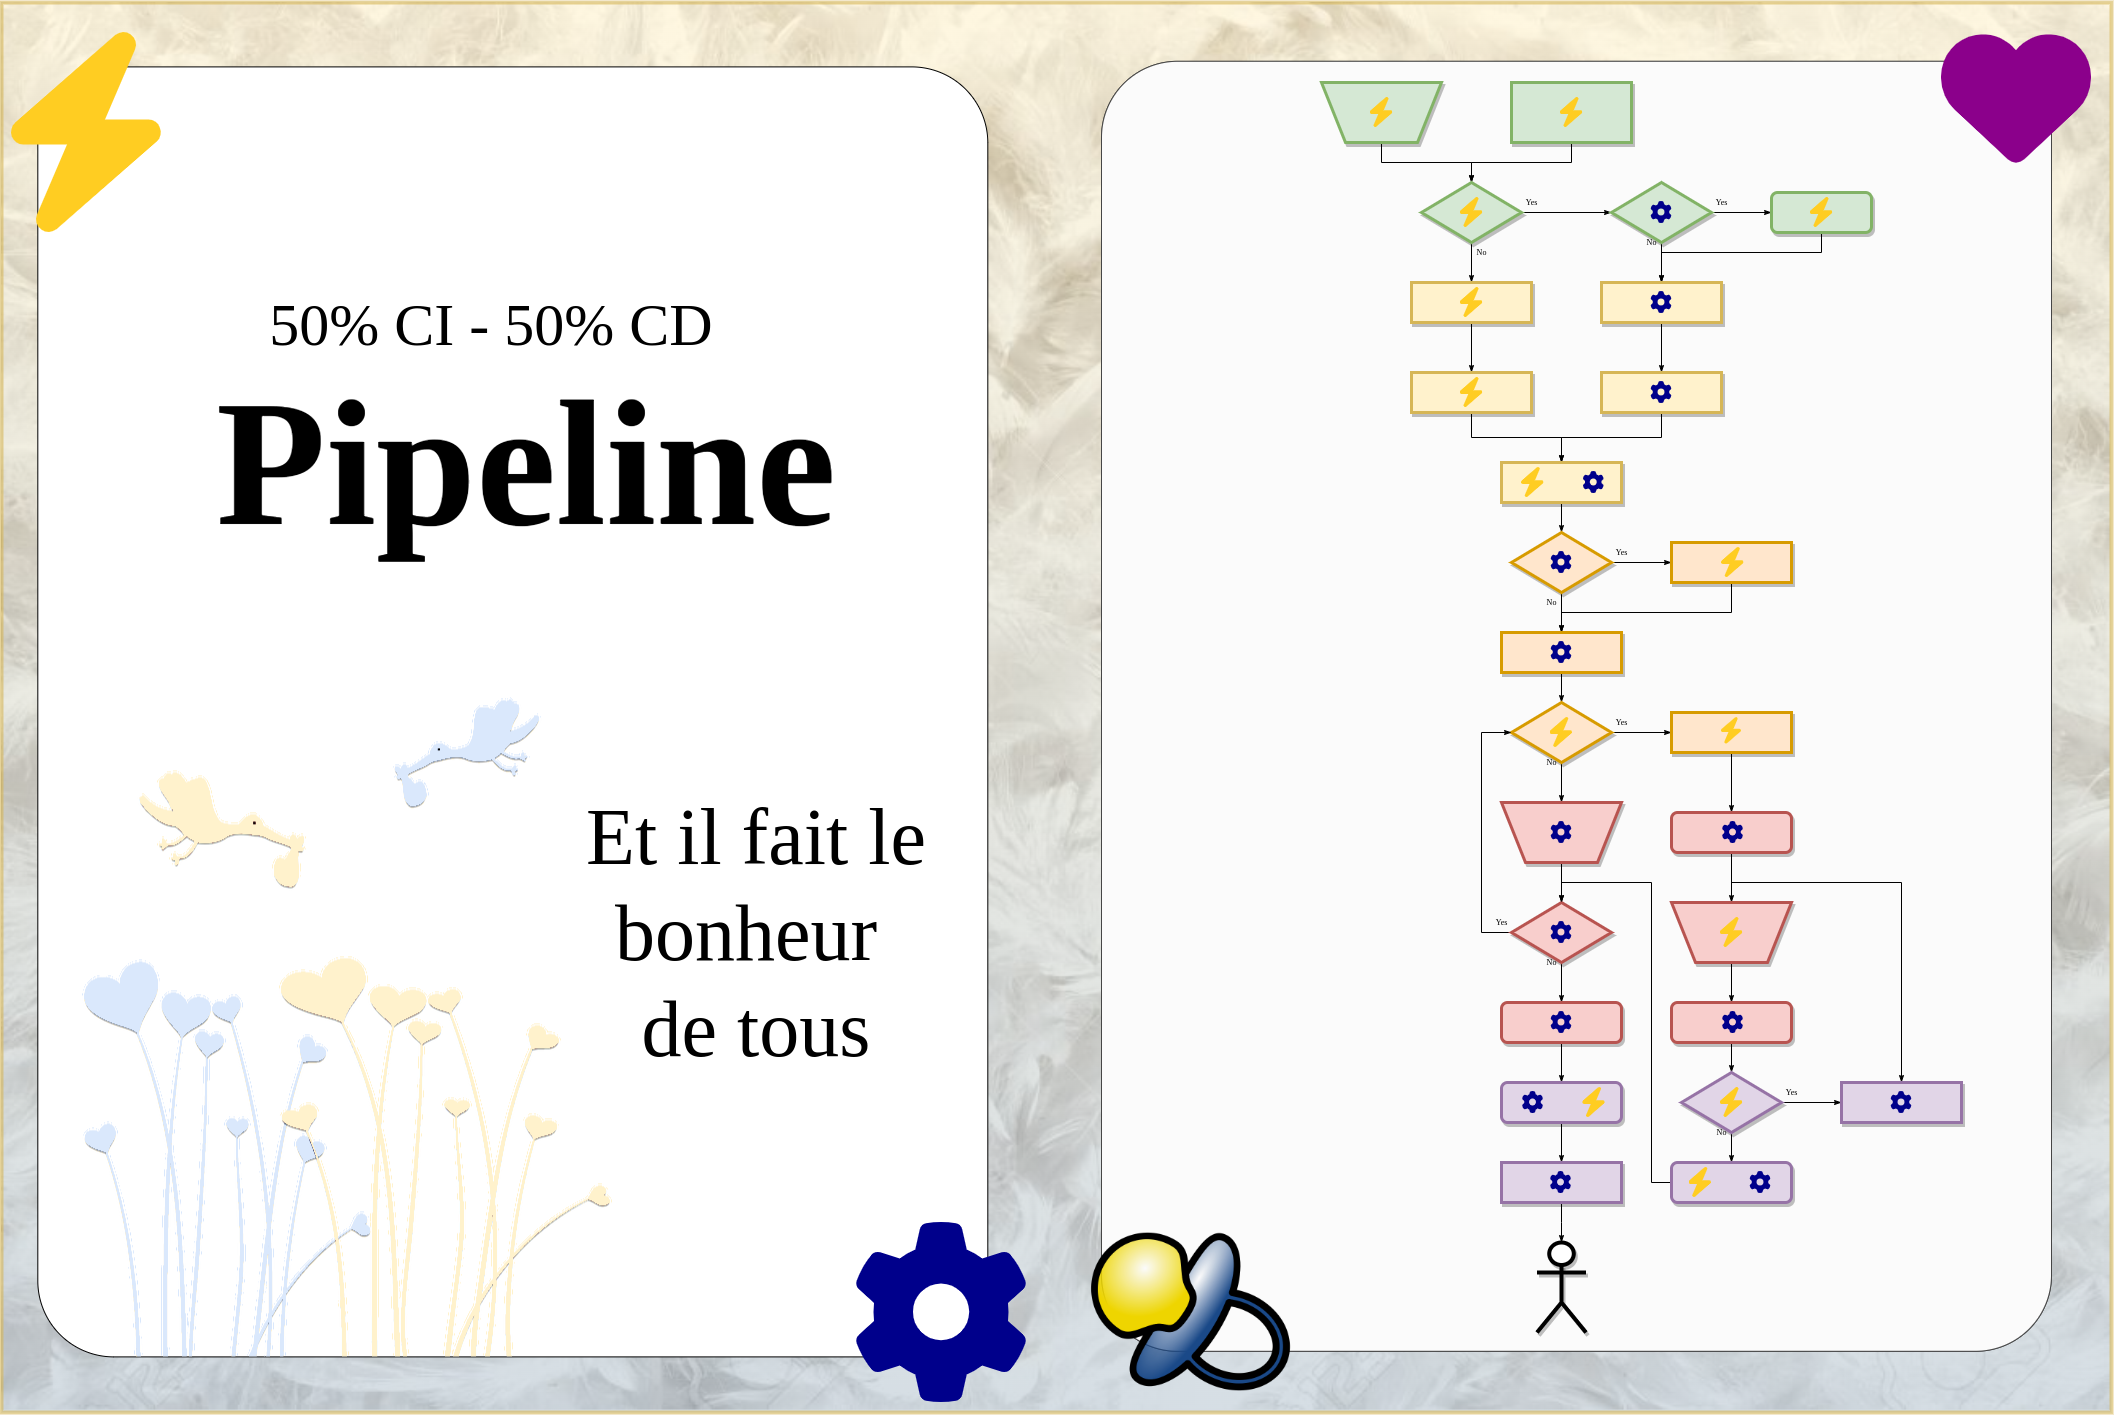 50% CI - 50% CD
Pipeline
Et il fait le
bonheur
de tous
Yes
Yes
No
No
Yes
No
Yes
No
Yes
No
Yes
No